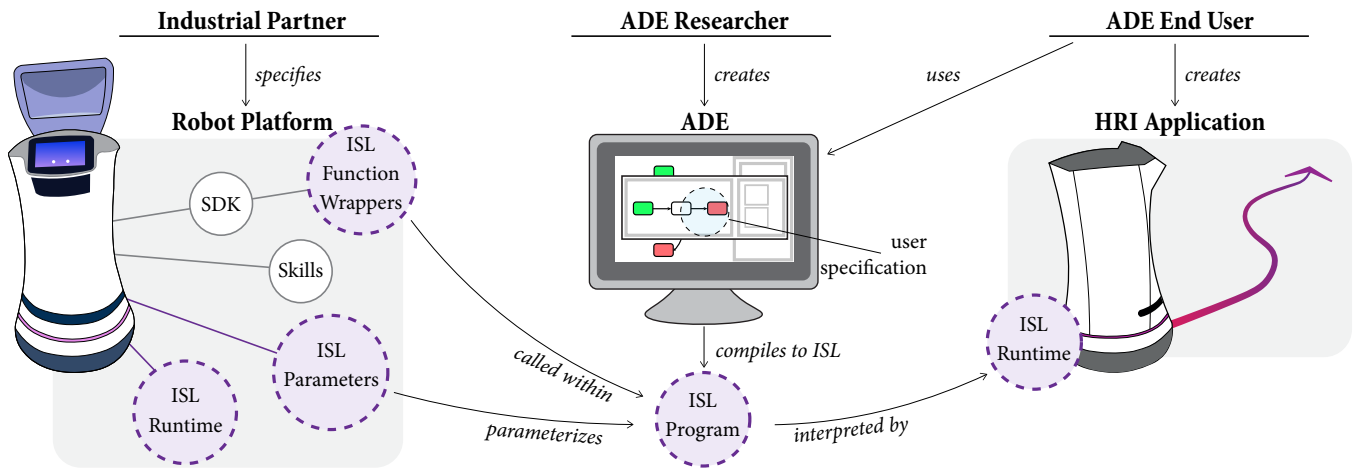 Industrial Partner
ADE Researcher
ADE End User
specifies
creates
uses
creates
Robot Platform
ADE
HRI Application
ISL
Function
Wrappers
SDK
Skills
user
specification
ISL
Parameters
ISL
Runtime
called within
parameterizes
compiles to ISL
ISL
Program
interpreted by
ISL
Runtime